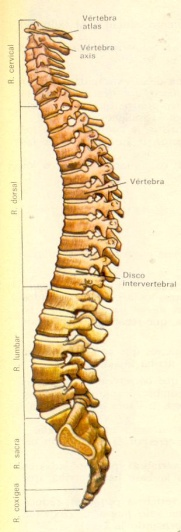 Vértebra
atlas
Vértebra
axis
R. cervical
Vértebra
R. dorsal
Disco
intervertebral
R. lumbar
R. sacra
R. coxígea